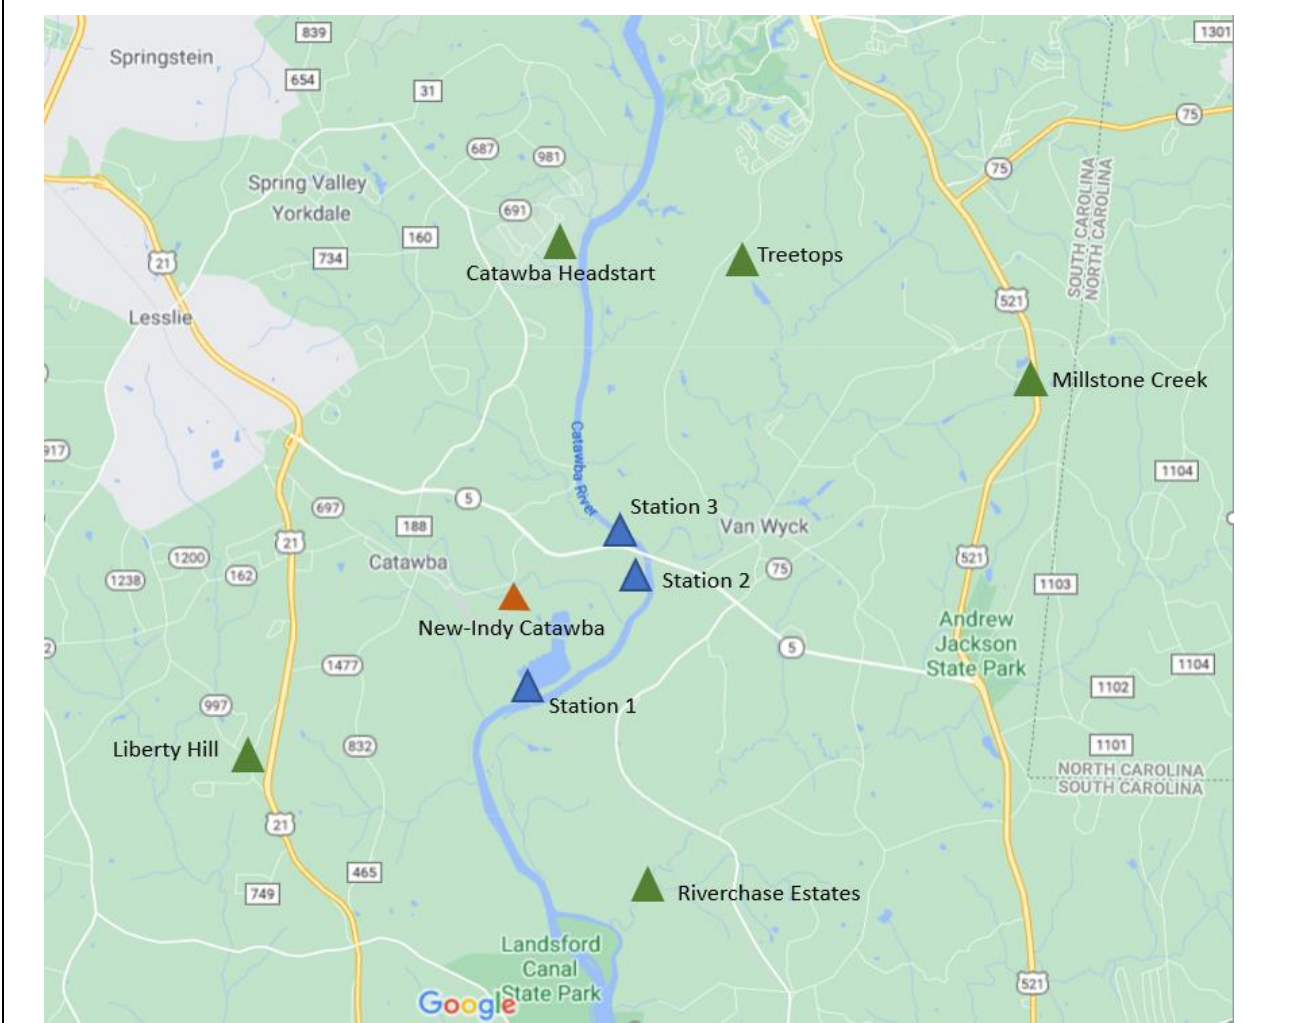 839
1301
Springstein
654
31
75
687
981
75
Spring Valley
Yorkdale
691
SOUTH CAROLINA
NORTH CAROLINA
160
734
21
Catawba Headstart
Treetops
521
Lesslie
Millstone Creek
917
Catawba River
1104
5
697
Station 3
188
Van Wyck
21
1200
Catawba
521
1238
162
75
Station 2
1103
New-Indy Catawba
Andrew
Jackson
State Park
2
5
1477
1104
1102
997
Station 1
Liberty Hill
832
1101
NORTH CAROLINA
SOUTH CAROLINA
21
465
749
Riverchase Estates
Landsford
Canal
State Park
Google
521